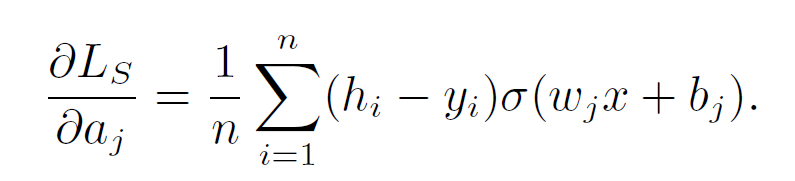 ∂L_S/∂a_j = 1/n ∑_{i=1}^{n} (h_i − y_i)σ(w_j x + b_j).